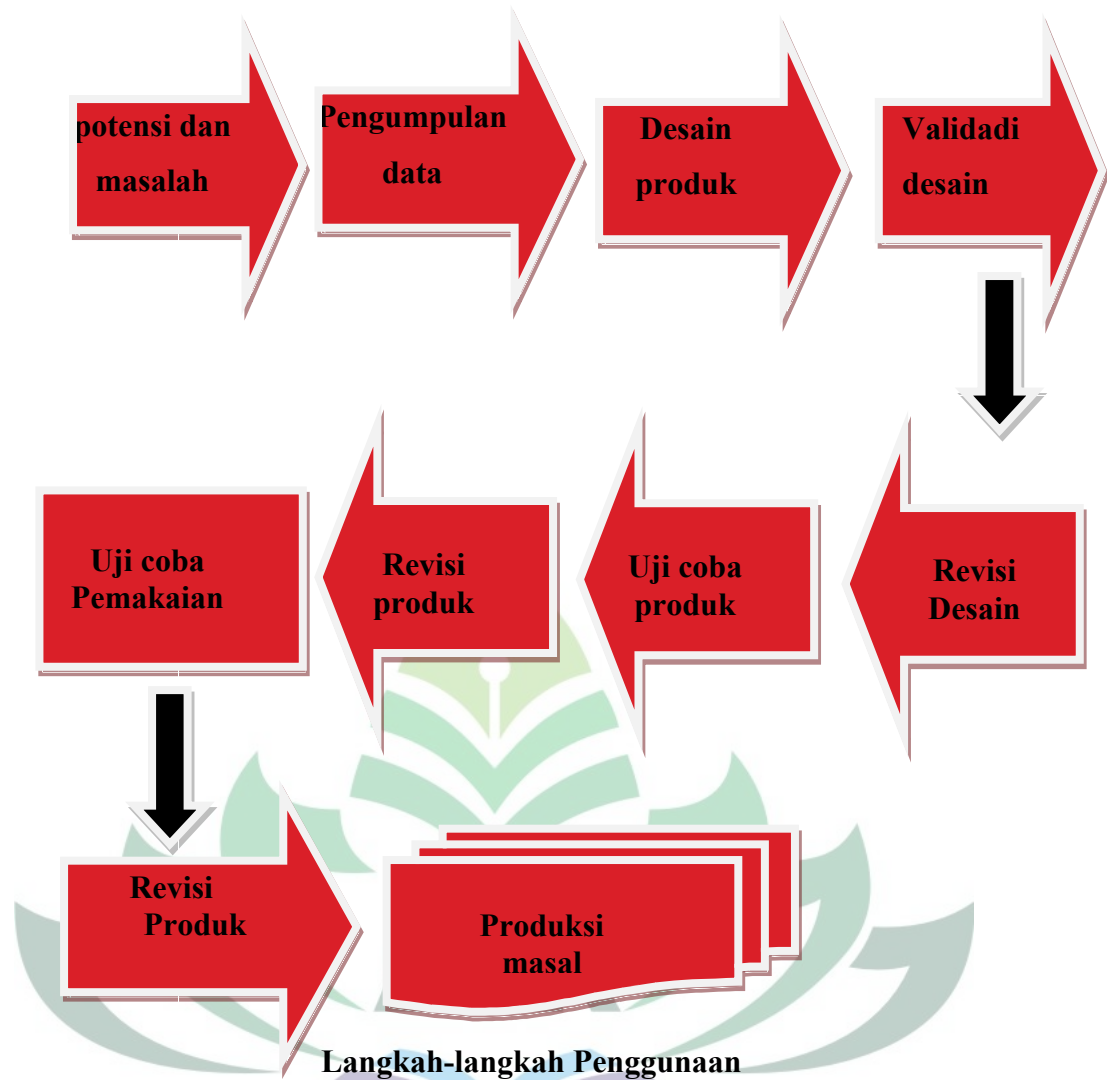 potensi dan
masalah
Pengumpulan
data
Desain
produk
Validadi
desain
Revisi
Desain
Uji coba
produk
Revisi
produk
Uji coba
Pemakaian
Revisi
Produk
Produksi
masal
Langkah-langkah Penggunaan